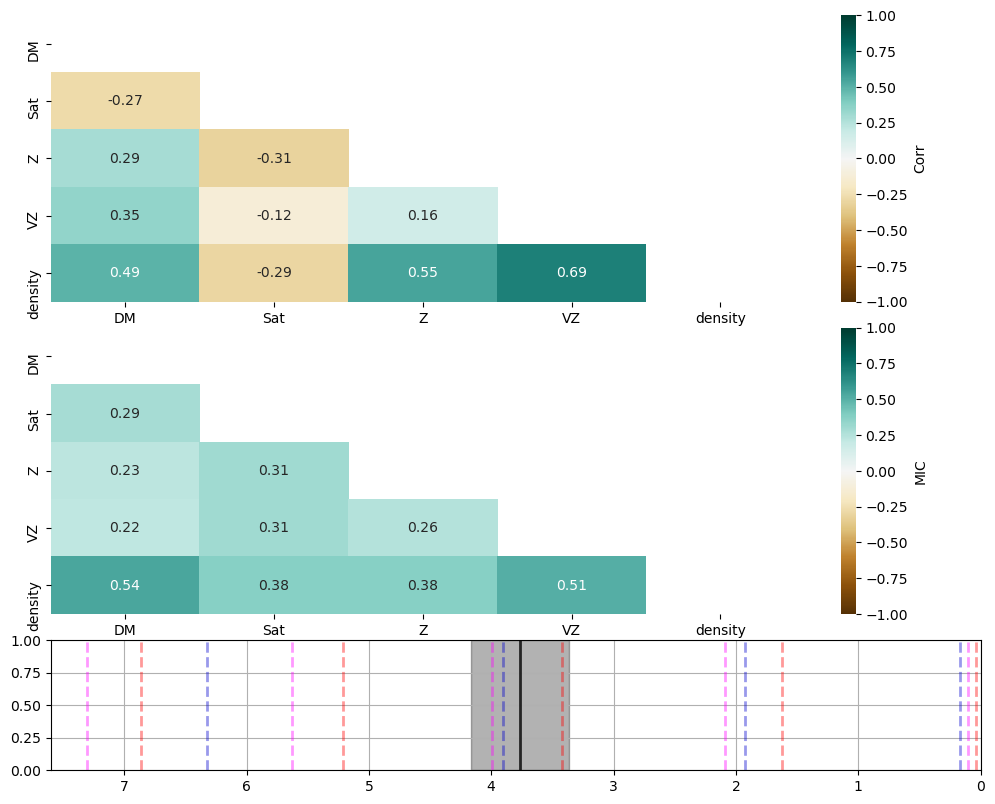 DM
Sat
Z
VZ
density
-0.27
0.29 -0.31
0.35 -0.12 0.16
0.49 -0.29 0.55 0.69
DM Sat Z VZ density
1.00
0.75
0.50
0.25
0.00
−0.25
−0.50
−0.75
−1.00
Corr
DM
Sat
Z
VZ
density
0.29
0.23 0.31
0.22 0.31 0.26
0.54 0.38 0.38 0.51
DM Sat Z VZ density
1.00
0.75
0.50
0.25
0.00
−0.25
−0.50
−0.75
−1.00
MIC
1.00
0.75
0.50
0.25
0.00
7 6 5 4 3 2 1 0